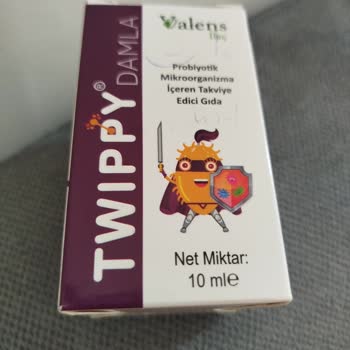 Valens
İlaç
Probiyotik
Mikroorganizma
İçeren Takviye
Edici Gıda
TWIPPY®
DAMLA
Net Miktar:
10 ml℮